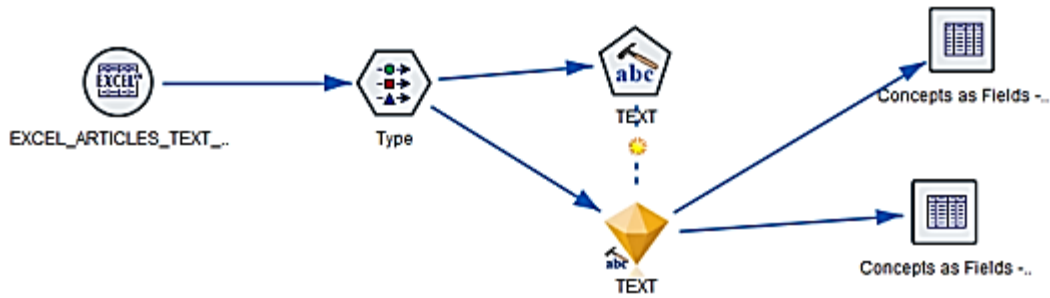 EXCEL
EXCEL_ARTICLES_TEXT_..
Type
abc
TEXT
abc
TEXT
Concepts as Fields -..
Concepts as Fields -..